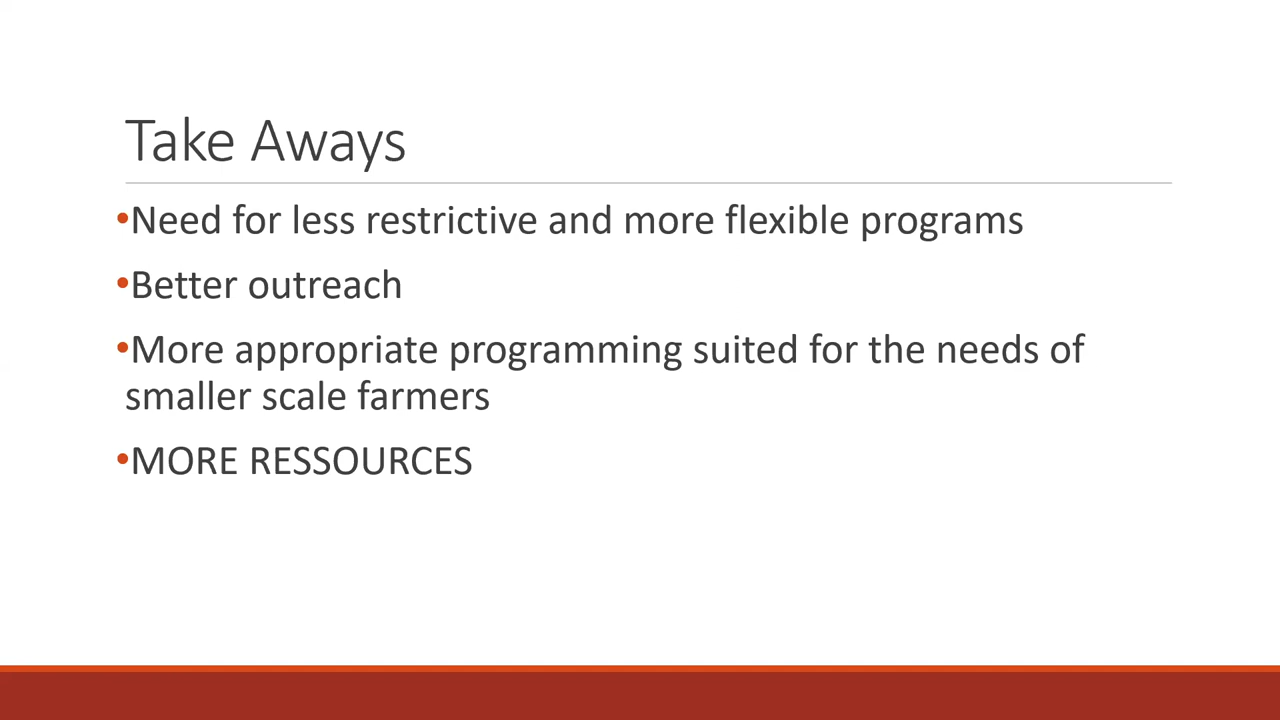 Take Aways
•Need for less restrictive and more flexible programs
•Better outreach
•More appropriate programming suited for the needs of
smaller scale farmers
•MORE RESSOURCES